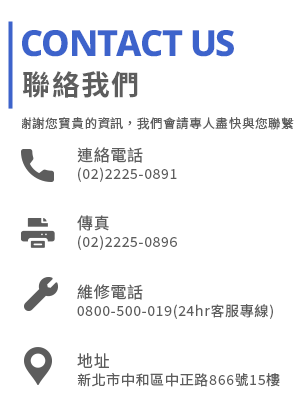 CONTACT US
聯絡我們
謝謝您寶貴的資訊，我們會請專人盡快與您聯繫
連絡電話
(02)2225-0891
傳真
(02)2225-0896
維修電話
0800-500-019(24hr客服專線)
地址
新北市中和區中正路866號15樓